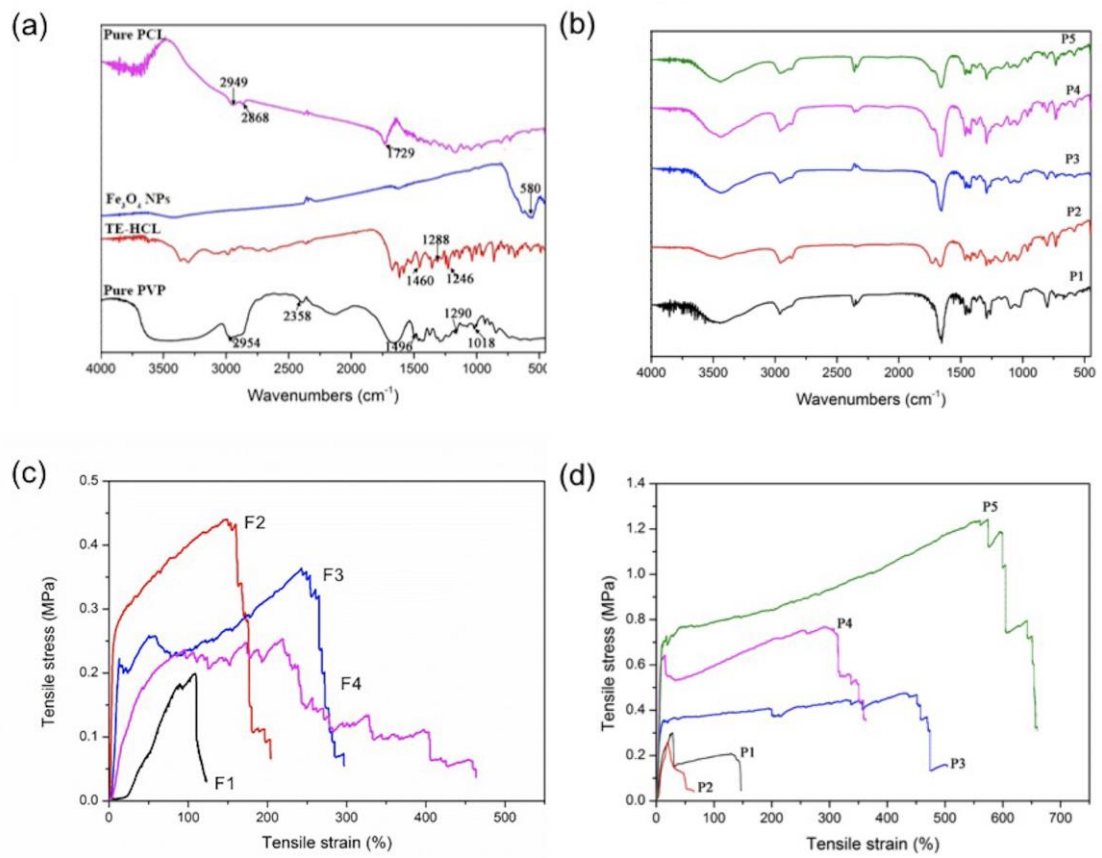 (a)
Pure PCL
2949
2868
1729
Fe₃O₄ NPs
580
TE-HCL
1288
1460
1246
Pure PVP
2358
2954
1496
1290
1018
4000 3500 3000 2500 2000 1500 1000 500
Wavenumbers (cm⁻¹)
(b)
P5
P4
P3
P2
P1
4000 3500 3000 2500 2000 1500 1000 500
Wavenumbers (cm⁻¹)
(c)
Tensile stress (MPa)
0.5
0.4
0.3
0.2
0.1
0.0
F2
F3
F4
F1
0 100 200 300 400 500
Tensile strain (%)
(d)
Tensile stress (MPa)
1.4
1.2
1.0
0.8
0.6
0.4
0.2
0.0
P5
P4
P1
P3
P2
0 100 200 300 400 500 600 700
Tensile strain (%)